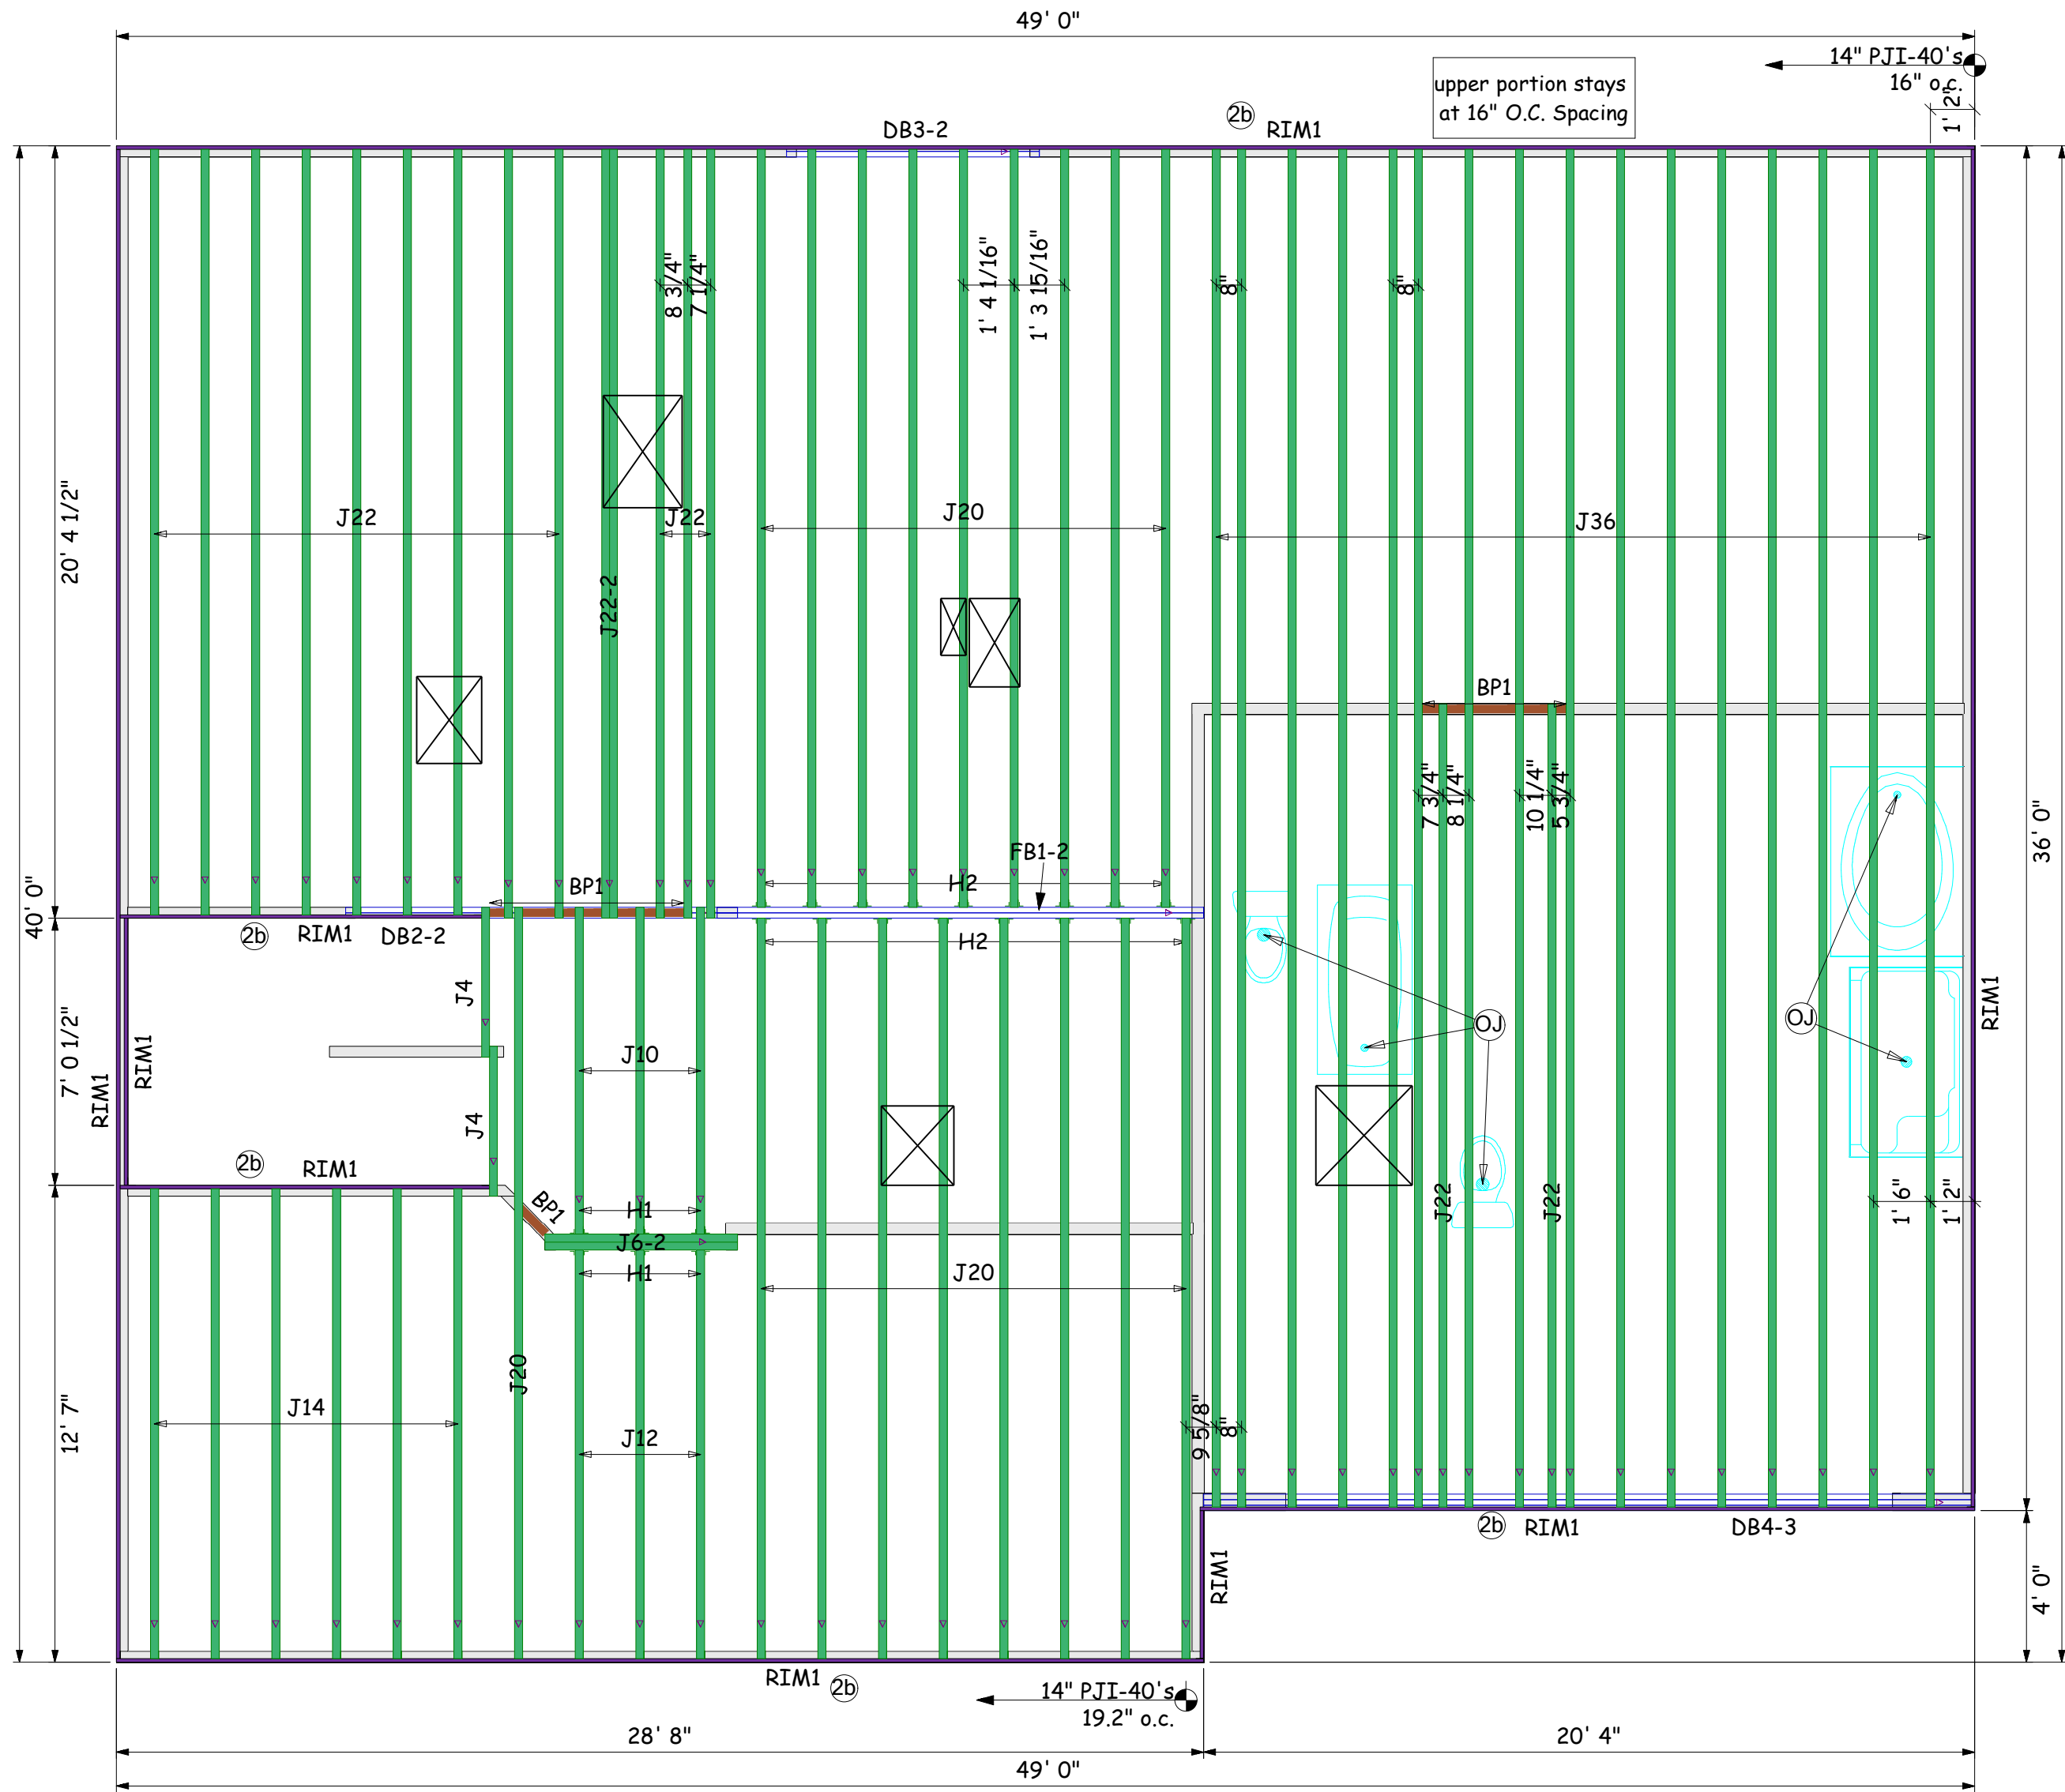 49' 0"
14" PJI-40's
16" o.c.
upper portion stays
at 16" O.C. Spacing
1' 2"
DB3-2
2b
RIM1
8 3/4"
7 1/4"
1' 4 1/16"
1' 3 15/16"
8"
8"
20' 4 1/2"
J22
J22
J20
J36
J22-2
BP1
7 3/4"
8 1/4"
10 1/4"
5 3/4"
36' 0"
FB1-2
BP1
H2
40' 0"
2b
RIM1
DB2-2
H2
J4
7' 0 1/2"
RIM1
RIM1
J10
OJ
OJ
RIM1
J4
2b
RIM1
BP1
H1
J6-2
H1
J22
J22
1' 6"
1' 2"
J20
J20
12' 7"
J14
J12
9 5/8"
8"
2b
RIM1
DB4-3
RIM1
4' 0"
RIM1
2b
14" PJI-40's
19.2" o.c.
28' 8"
20' 4"
49' 0"